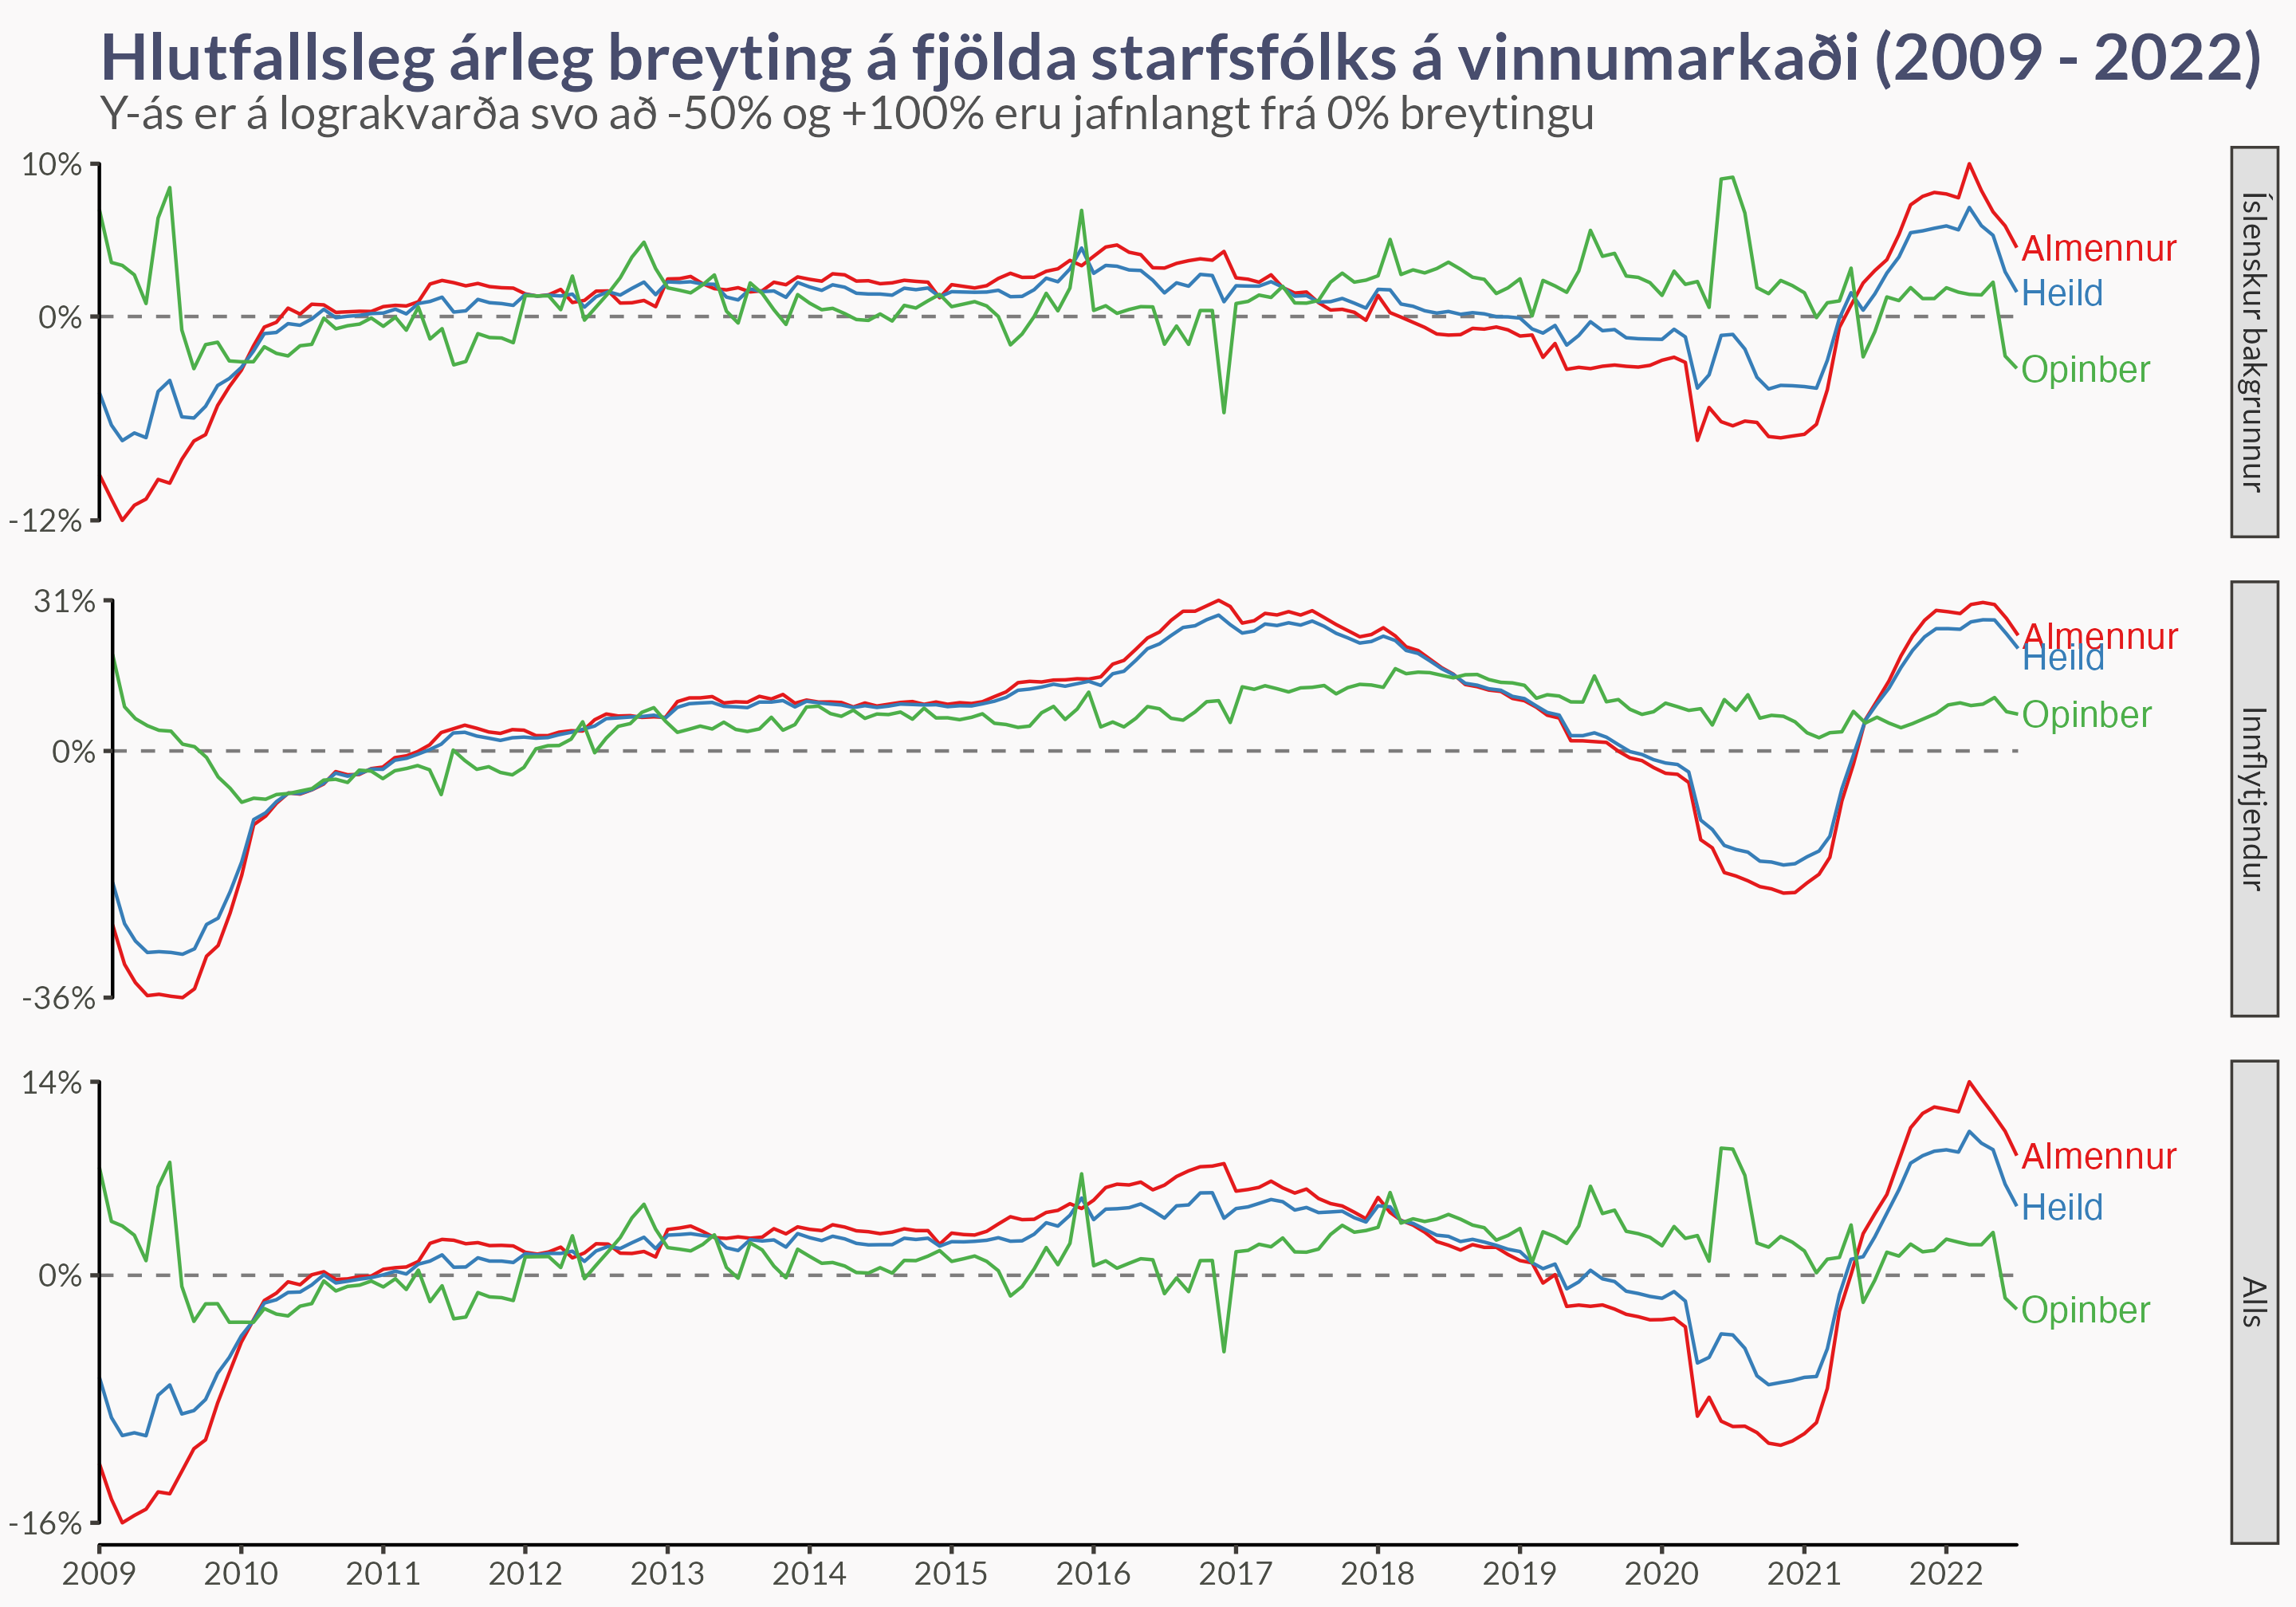 Hlutfallsleg árleg breyting á fjölda starfsfólks á vinnumarkaði (2009 - 2022)
Y-ás er á lograkvarða svo að -50% og +100% eru jafnlangt frá 0% breytingu
10%
0%
-12%
Almennur
Heild
Opinber
Íslenskur bakgrunnur
31%
0%
-36%
Almennur
Heild
Opinber
Innflytjendur
14%
0%
-16%
Almennur
Heild
Opinber
Alls
2009 2010 2011 2012 2013 2014 2015 2016 2017 2018 2019 2020 2021 2022